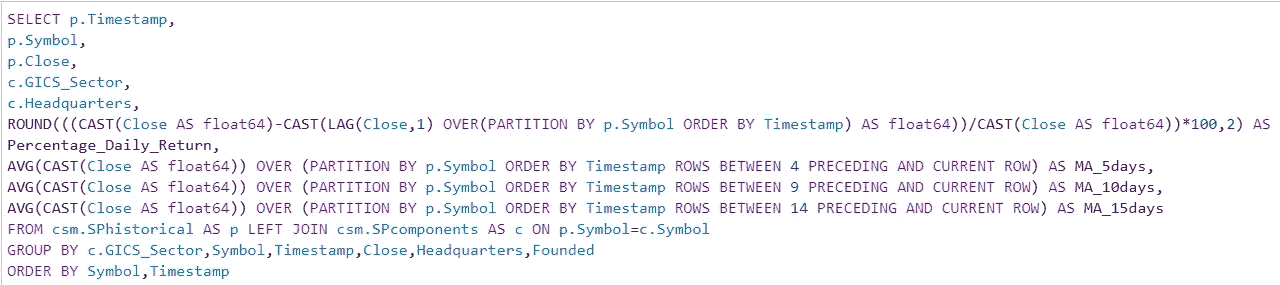 SELECT p.Timestamp,
p.Symbol,
p.Close,
c.GICS_Sector,
c.Headquarters,
ROUND(((CAST(Close AS float64)-CAST(LAG(Close,1) OVER(PARTITION BY p.Symbol ORDER BY Timestamp) AS float64))/CAST(Close AS float64))*100,2) AS
Percentage_Daily_Return,
AVG(CAST(Close AS float64)) OVER (PARTITION BY p.Symbol ORDER BY Timestamp ROWS BETWEEN 4 PRECEDING AND CURRENT ROW) AS MA_5days,
AVG(CAST(Close AS float64)) OVER (PARTITION BY p.Symbol ORDER BY Timestamp ROWS BETWEEN 9 PRECEDING AND CURRENT ROW) AS MA_10days,
AVG(CAST(Close AS float64)) OVER (PARTITION BY p.Symbol ORDER BY Timestamp ROWS BETWEEN 14 PRECEDING AND CURRENT ROW) AS MA_15days
FROM csm.SPhistorical AS p LEFT JOIN csm.SPcomponents AS c ON p.Symbol=c.Symbol
GROUP BY c.GICS_Sector,Symbol,Timestamp,Close,Headquarters,Founded
ORDER BY Symbol,Timestamp